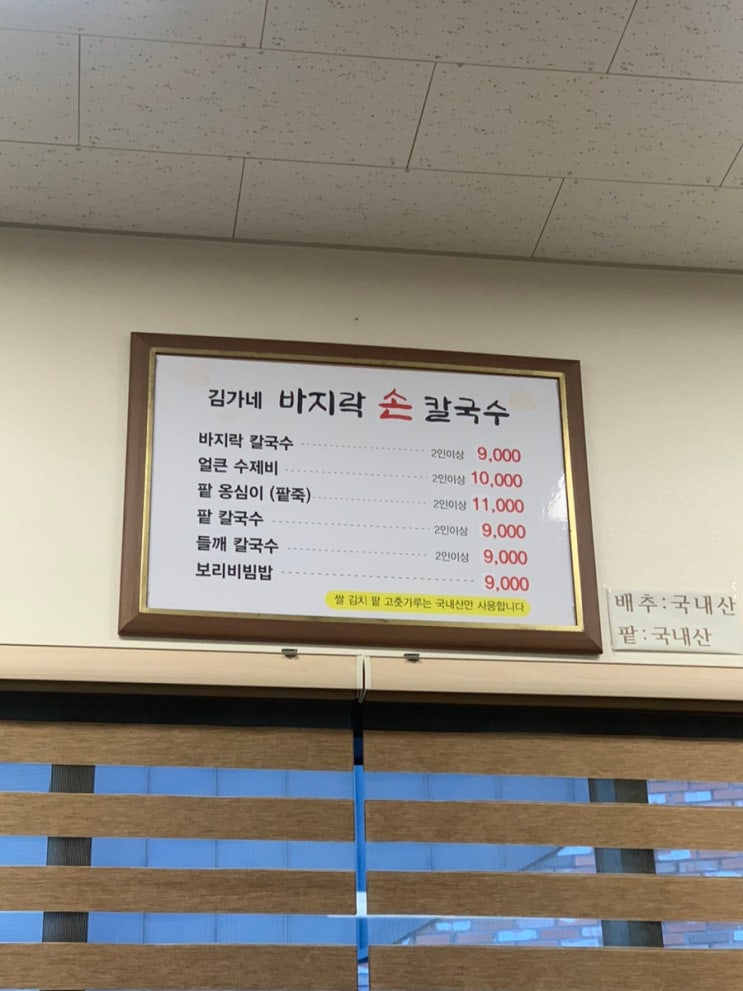 김가네 바지락 손 칼국수
바지락 칼국수 2인이상 9,000
얼큰 수제비 2인이상 10,000
팥 옹심이 (팥죽) 2인이상 11,000
팥 칼국수 2인이상 9,000
들깨 칼국수 2인이상 9,000
보리비빔밥 9,000
쌀 김치 팥 고춧가루는 국내산만 사용합니다
배추:국내산
팥:국내산